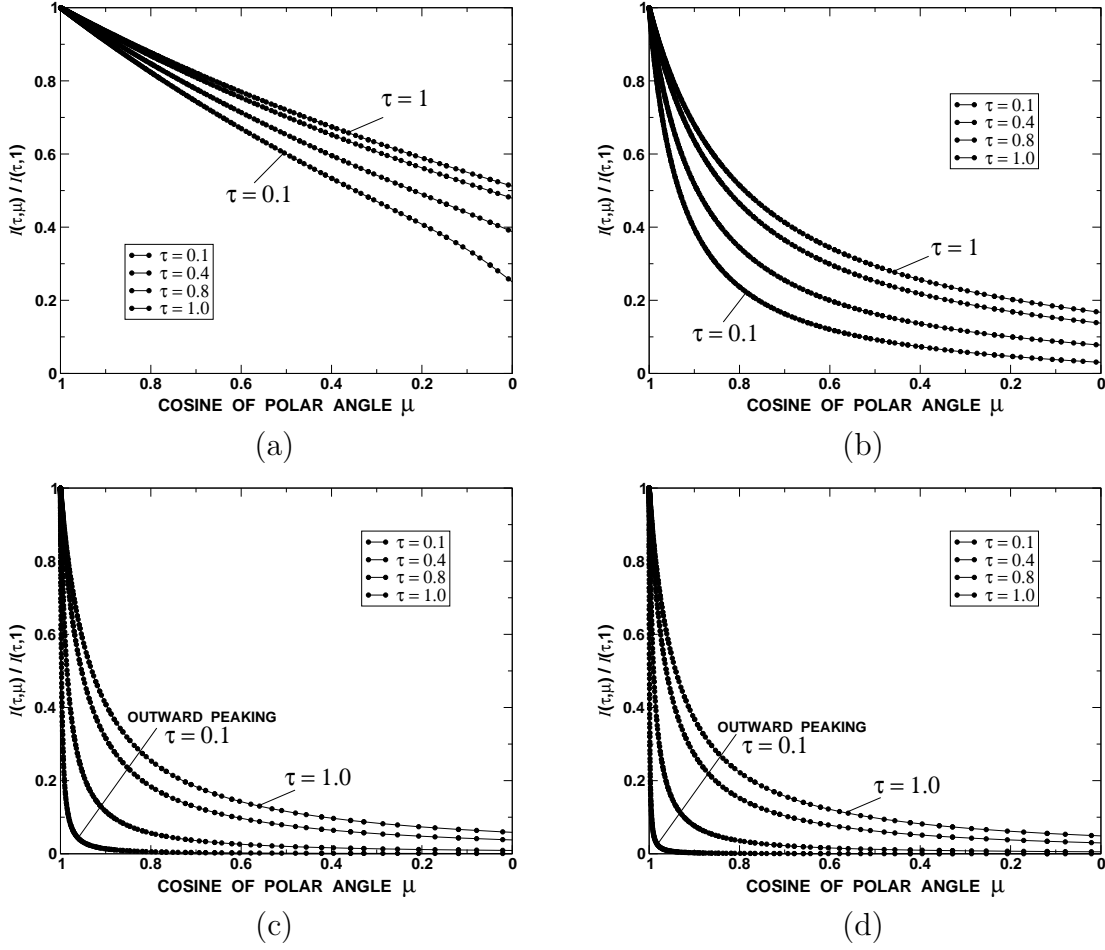 1
0.8
0.6
0.4
0.2
0
I(τ,μ) / I(τ,1)
τ = 1
τ = 0.1
τ = 0.1
τ = 0.4
τ = 0.8
τ = 1.0
1 0.8 0.6 0.4 0.2 0
COSINE OF POLAR ANGLE μ
(a)
1
0.8
0.6
0.4
0.2
0
I(τ,μ) / I(τ,1)
τ = 0.1
τ = 0.4
τ = 0.8
τ = 1.0
τ = 1
τ = 0.1
1 0.8 0.6 0.4 0.2 0
COSINE OF POLAR ANGLE μ
(b)
1
0.8
0.6
0.4
0.2
0
I(τ,μ) / I(τ,1)
τ = 0.1
τ = 0.4
τ = 0.8
τ = 1.0
OUTWARD PEAKING
τ = 0.1
τ = 1.0
1 0.8 0.6 0.4 0.2 0
COSINE OF POLAR ANGLE μ
(c)
1
0.8
0.6
0.4
0.2
0
I(τ,μ) / I(τ,1)
τ = 0.1
τ = 0.4
τ = 0.8
τ = 1.0
OUTWARD PEAKING
τ = 0.1
τ = 1.0
1 0.8 0.6 0.4 0.2 0
COSINE OF POLAR ANGLE μ
(d)